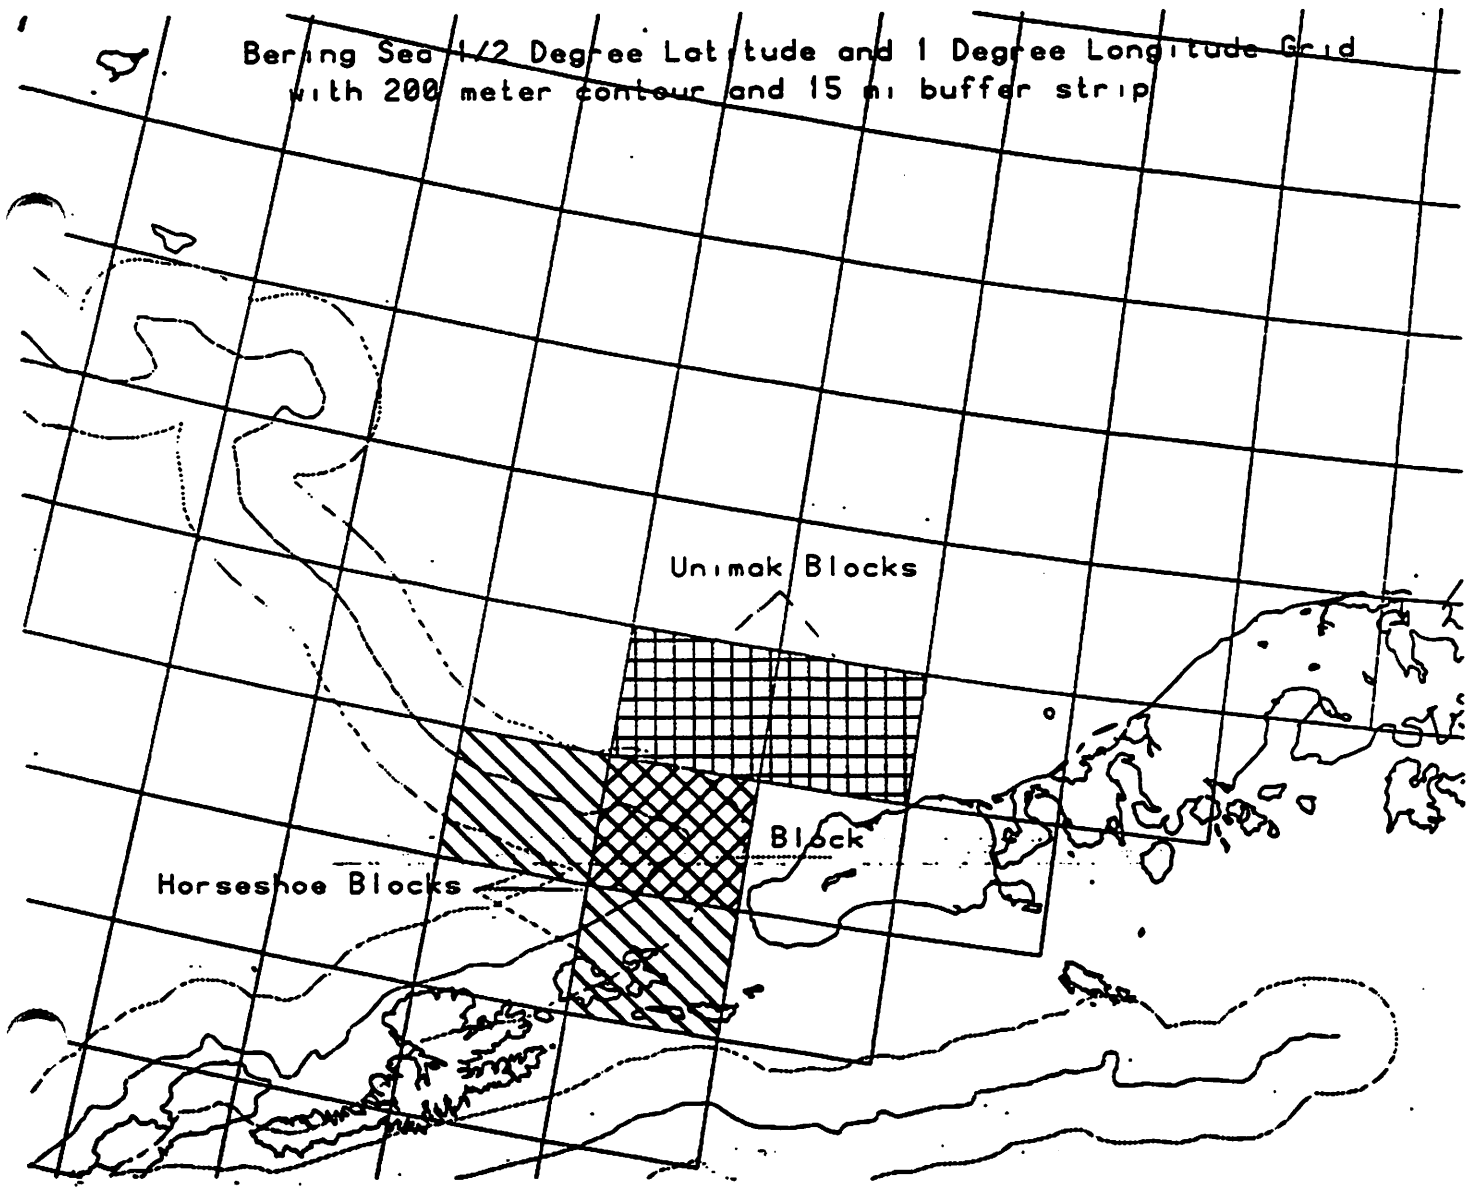 Bering Sea 1/2 Degree Latitude and 1 Degree Longitude Grid
with 200 meter contour and 15 mi buffer strip
Unimak Blocks
Block
Horseshoe Blocks